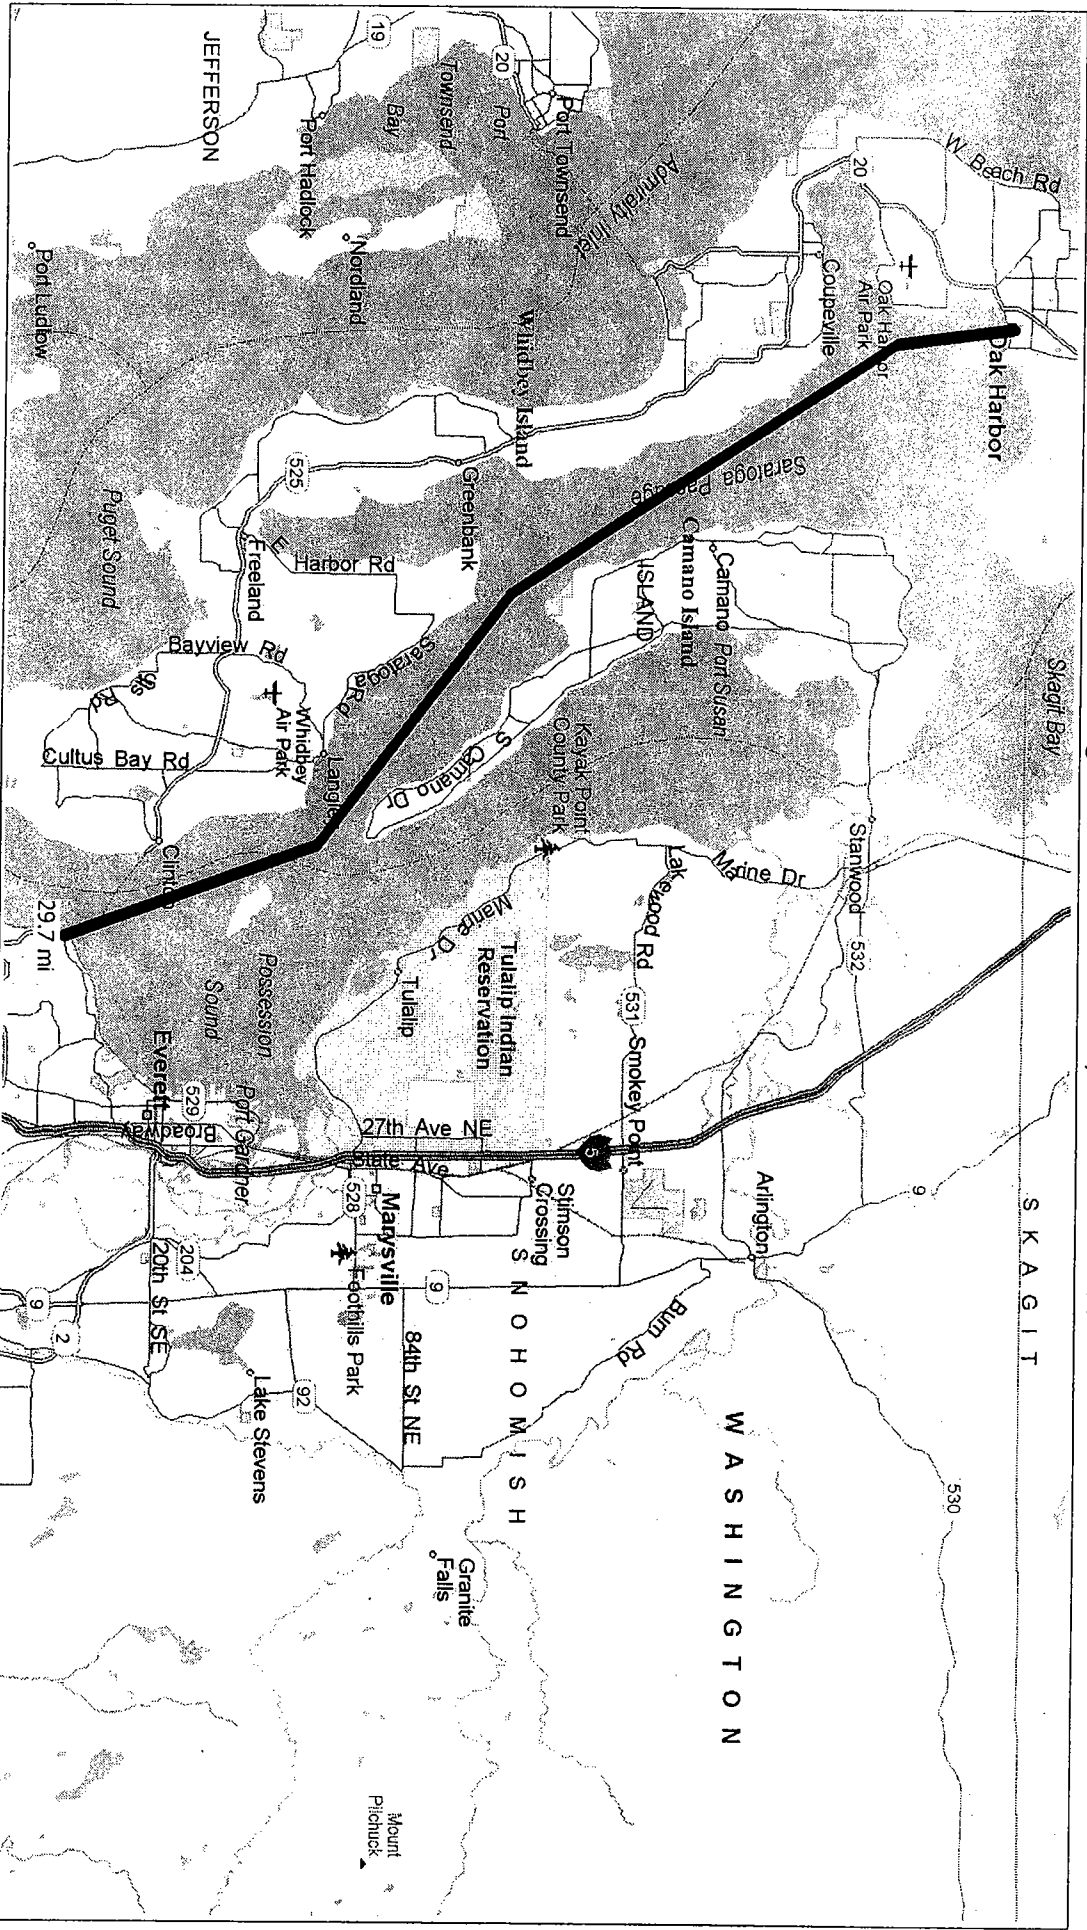 Skagit Bay
SKAGIT
W Beach Rd
20
Oak Harbor
Oak Harbor
Air Park
Coupeville
Stanwood
532
9
530
Arlington
WASHINGTON
Saratoga Passage
Camano
Camano Island
ISLAND
Port Susan
Marine Dr
Lakewood Rd
531
Smokey Point
Burn Rd
Admiralty Inlet
Port Townsend
20
Port
Townsend
Bay
19
JEFFERSON
Port Hadlock
Nordland
Port Ludlow
Whidbey Island
Greenbank
525
Freeland
E Harbor Rd
Saratoga Rd
S Camano Dr
Kayak Point
County Park
5
Stimson
Crossing
SNOHOMISH
Tulalip Indian
Reservation
Marine Dr
Tulalip
27th Ave NE
State Ave
528
Marysville
Foothills Park
9
84th St NE
Granite
Falls
Mount
Pilchuck
Puget Sound
Bayview Rd
Whidbey
Air Park
Langley
Cultus Bay Rd
Clinton
29.7 mi
Possession
Sound
Port Gardner
Everett
529
Broadway
204
20th St SE
92
Lake Stevens
9
2